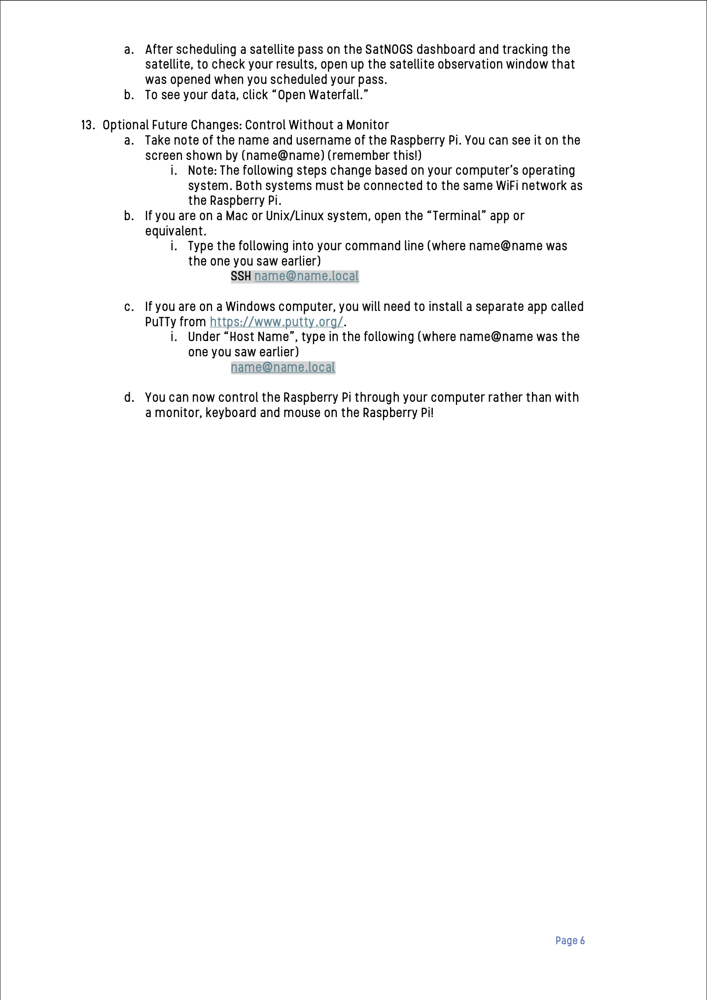 a. After scheduling a satellite pass on the SatNOGS dashboard and tracking the
satellite, to check your results, open up the satellite observation window that
was opened when you scheduled your pass.
b. To see your data, click “Open Waterfall.”
13. Optional Future Changes: Control Without a Monitor
a. Take note of the name and username of the Raspberry Pi. You can see it on the
screen shown by (name@name) (remember this!)
i. Note: The following steps change based on your computer’s operating
system. Both systems must be connected to the same WiFi network as
the Raspberry Pi.
b. If you are on a Mac or Unix/Linux system, open the “Terminal” app or
equivalent.
i. Type the following into your command line (where name@name was
the one you saw earlier)
SSH name@name.local
c. If you are on a Windows computer, you will need to install a separate app called
PuTTy from https://www.putty.org/.
i. Under “Host Name”, type in the following (where name@name was the
one you saw earlier)
name@name.local
d. You can now control the Raspberry Pi through your computer rather than with
a monitor, keyboard and mouse on the Raspberry Pi!
Page 6